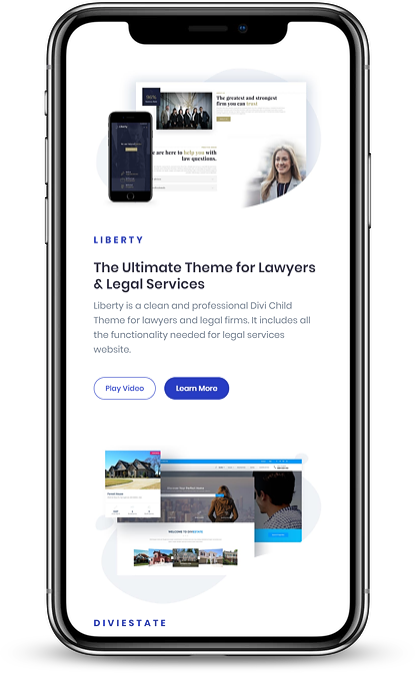 The greatest and strongest
firm you can trust
Liberty
are here to help you with
law questions.
LIBERTY
The Ultimate Theme for Lawyers
& Legal Services
Liberty is a clean and professional Divi Child
Theme for lawyers and legal firms. It includes all
the functionality needed for legal services
website.
Play Video
Learn More
WELCOME TO DIVIESTATE
DIVIESTATE